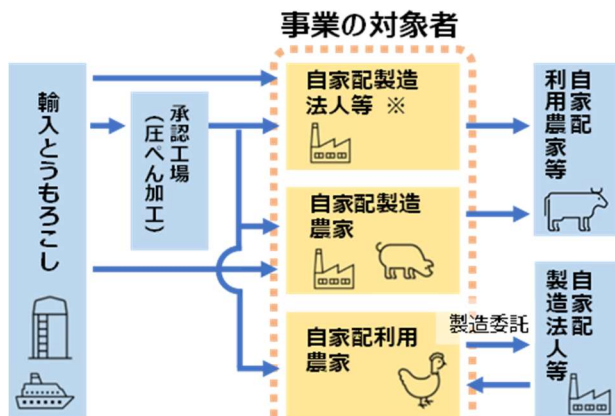 事業の対象者
輸入とうもろこし
承認工場
(圧ぺん加工)
自家配製造
法人等 ※
自家配製造
農家
自家配利用
農家
自家配
利用農家等
製造委託
自家配
製造法人等